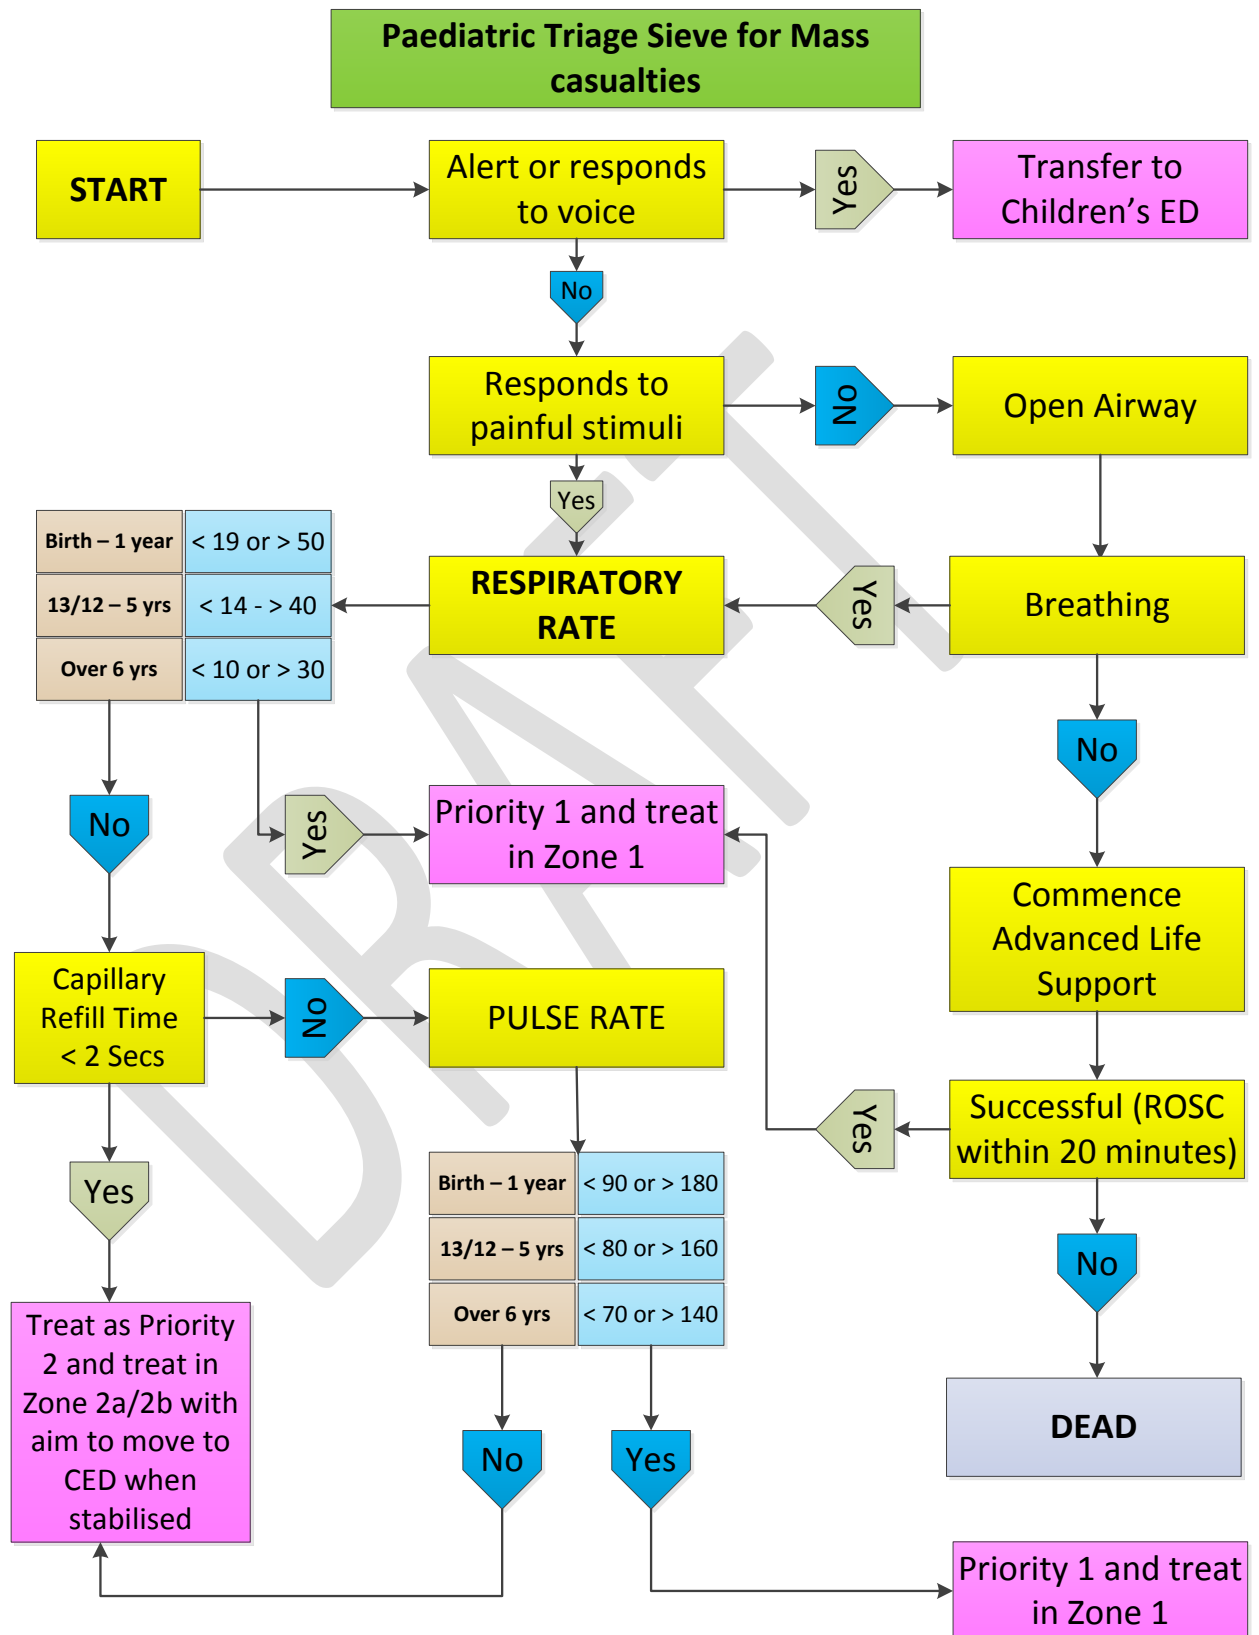 Paediatric Triage Sieve for Mass
casualties
START
Alert or responds
to voice
Yes
Transfer to
Children’s ED
No
Responds to
painful stimuli
No
Open Airway
Yes
Birth – 1 year < 19 or > 50
13/12 – 5 yrs < 14 - > 40
Over 6 yrs < 10 or > 30
RESPIRATORY
RATE
Yes
Breathing
No
No
Yes
Priority 1 and treat
in Zone 1
Commence
Advanced Life
Support
Capillary
Refill Time
< 2 Secs
No
PULSE RATE
Successful (ROSC
within 20 minutes)
Yes
Yes
Birth – 1 year < 90 or > 180
13/12 – 5 yrs < 80 or > 160
Over 6 yrs < 70 or > 140
No
Treat as Priority
2 and treat in
Zone 2a/2b with
aim to move to
CED when
stabilised
No
Yes
DEAD
Priority 1 and treat
in Zone 1
DRAFT